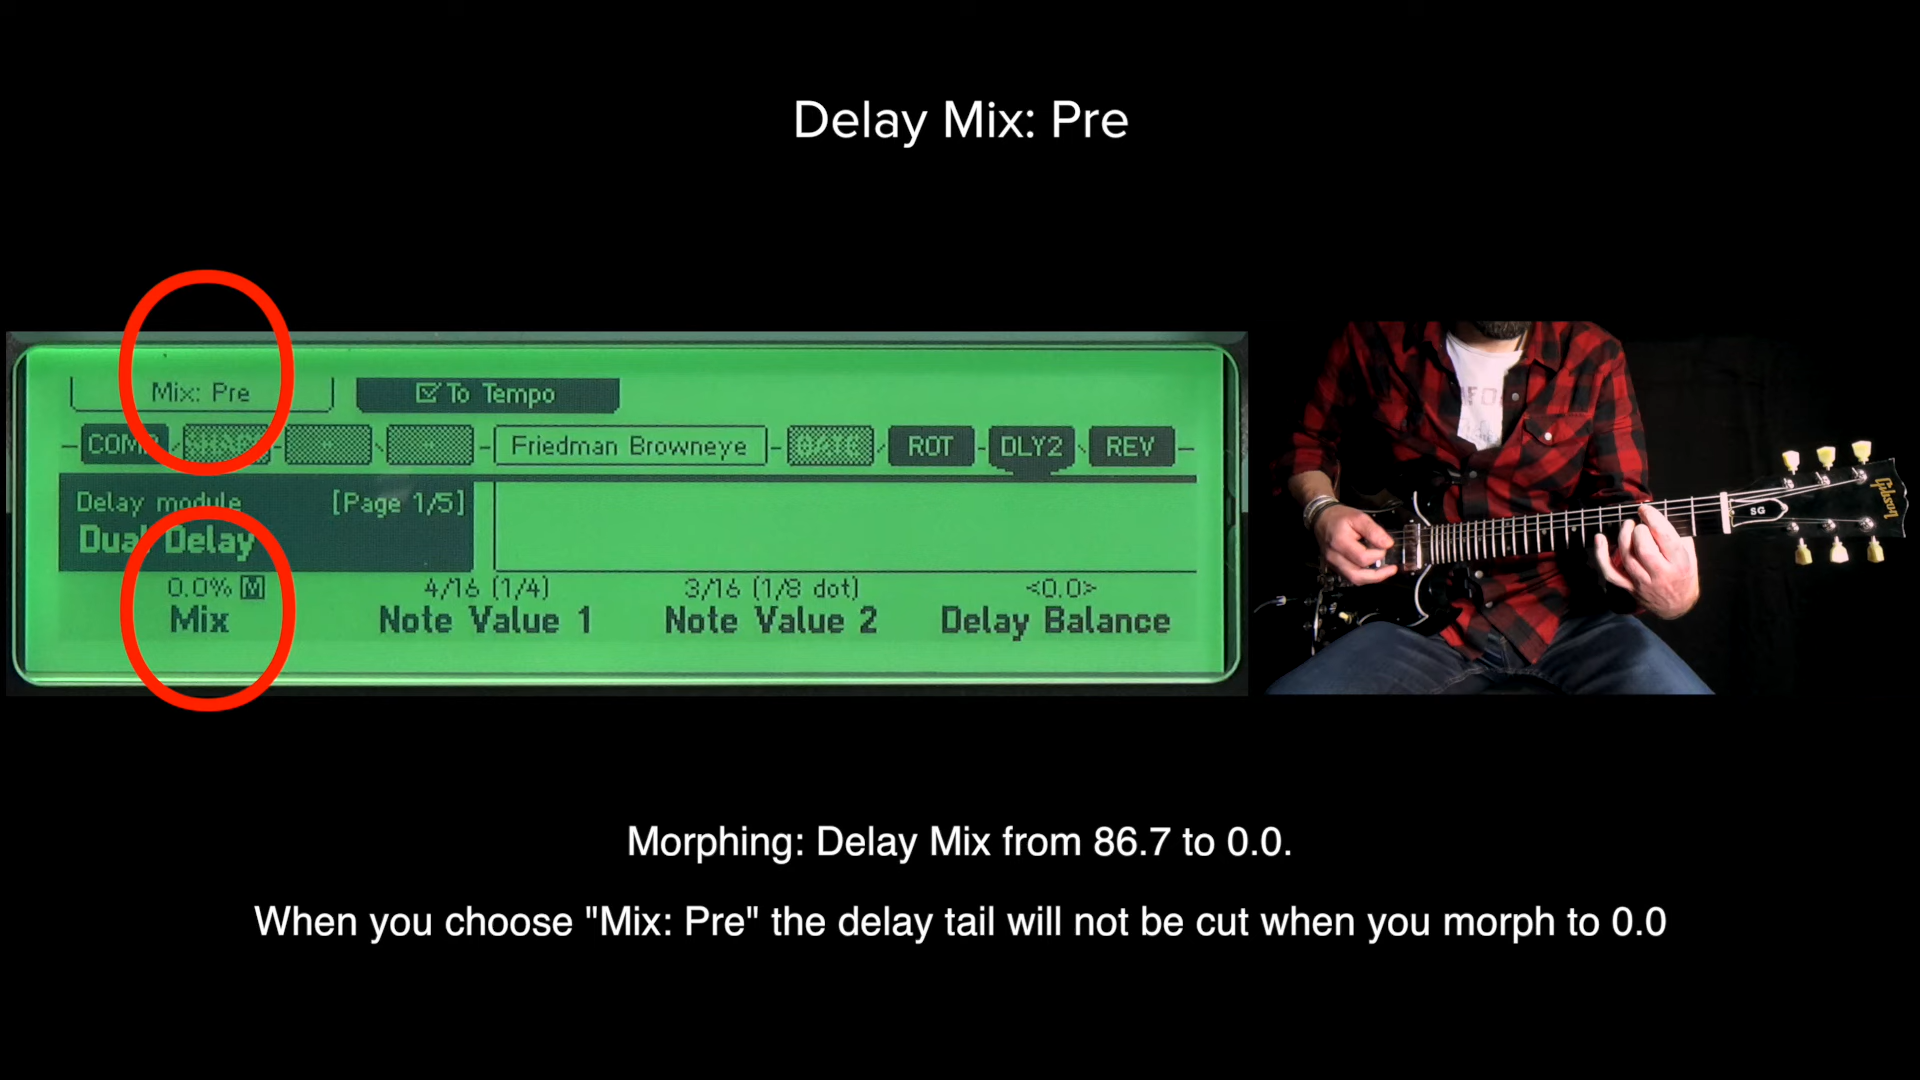 Delay Mix: Pre
Mix: Pre
To Tempo
COMP
Friedman Browneye
ROT
DLY2
REV
Delay module [Page 1/5]
Dual Delay
0.0% M
4/16 (1/4)
3/16 (1/8 dot)
<0.0>
Mix
Note Value 1
Note Value 2
Delay Balance
Gibson
SG
Morphing: Delay Mix from 86.7 to 0.0.
When you choose "Mix: Pre" the delay tail will not be cut when you morph to 0.0